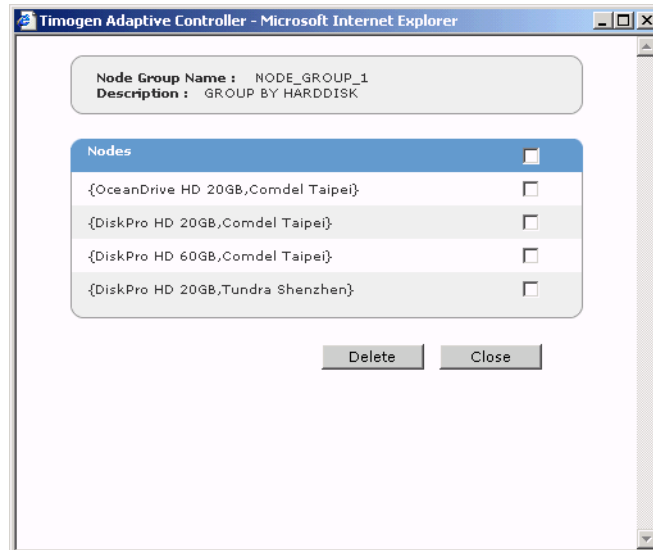 Timogen Adaptive Controller - Microsoft Internet Explorer
Node Group Name : NODE_GROUP_1
Description : GROUP BY HARDDISK
Nodes
{OceanDrive HD 20GB,Comdel Taipei}
{DiskPro HD 20GB,Comdel Taipei}
{DiskPro HD 60GB,Comdel Taipei}
{DiskPro HD 20GB,Tundra Shenzhen}
Delete Close